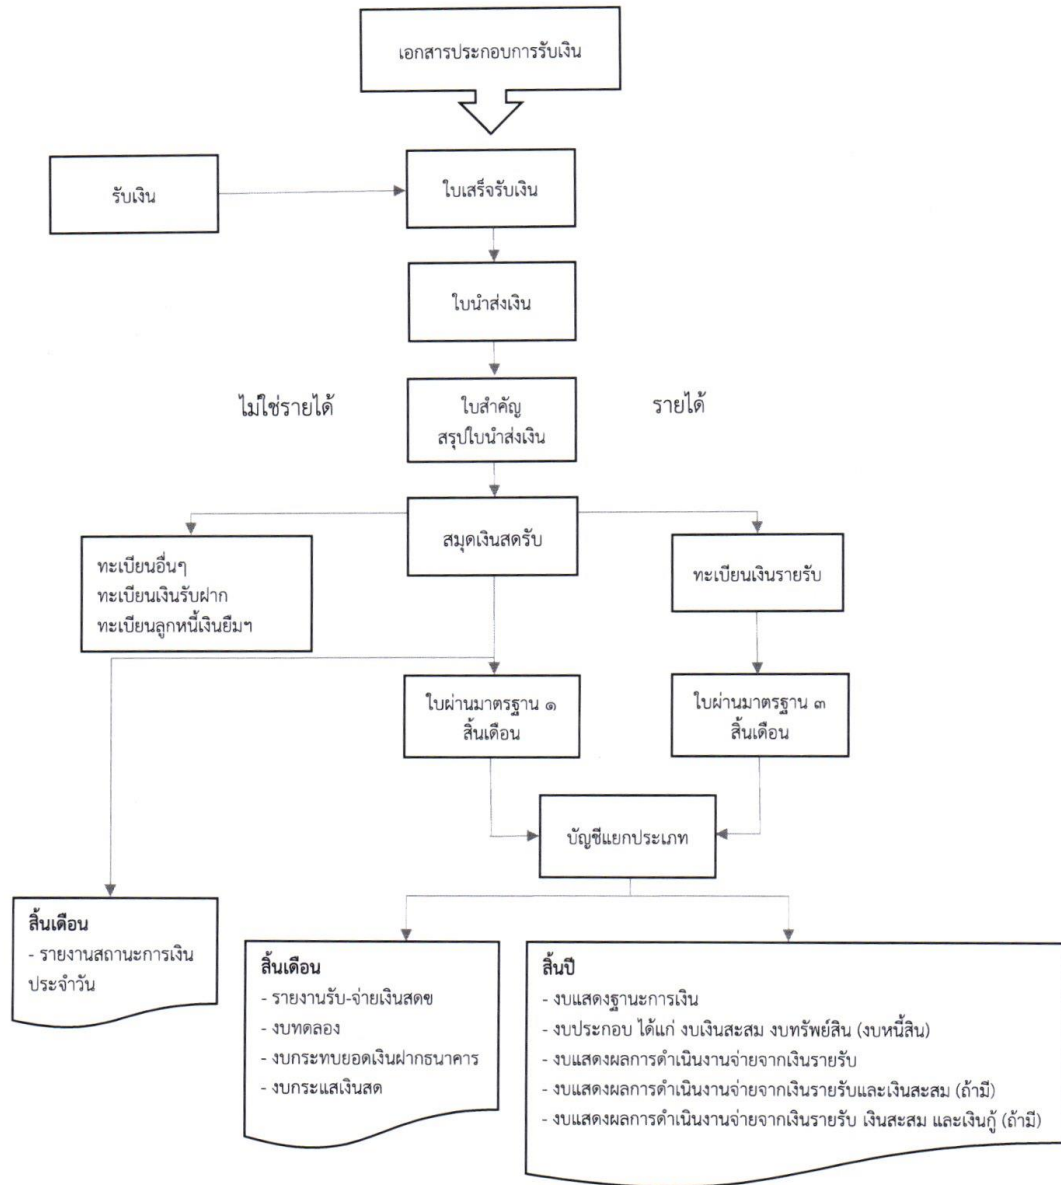 เอกสารประกอบการรับเงิน
รับเงิน
ใบเสร็จรับเงิน
ใบนำส่งเงิน
ไม่ใช่รายได้
ใบสำคัญ
สรุปใบนำส่งเงิน
รายได้
สมุดเงินสดรับ
ทะเบียนอื่นๆ
ทะเบียนเงินรับฝาก
ทะเบียนลูกหนี้เงินยืมฯ
ทะเบียนเงินรายรับ
ใบผ่านมาตรฐาน ๑
สิ้นเดือน
ใบผ่านมาตรฐาน ๓
สิ้นเดือน
บัญชีแยกประเภท
สิ้นเดือน
- รายงานสถานะการเงิน
ประจำวัน
สิ้นเดือน
- รายงานรับ-จ่ายเงินสดข
- งบทดลอง
- งบกระทบยอดเงินฝากธนาคาร
- งบกระแสเงินสด
สิ้นปี
- งบแสดงฐานะการเงิน
- งบประกอบ ได้แก่ งบเงินสะสม งบทรัพย์สิน (งบหนี้สิน)
- งบแสดงผลการดำเนินงานจ่ายจากเงินรายรับ
- งบแสดงผลการดำเนินงานจ่ายจากเงินรายรับและเงินสะสม (ถ้ามี)
- งบแสดงผลการดำเนินงานจ่ายจากเงินรายรับ เงินสะสม และเงินกู้ (ถ้ามี)